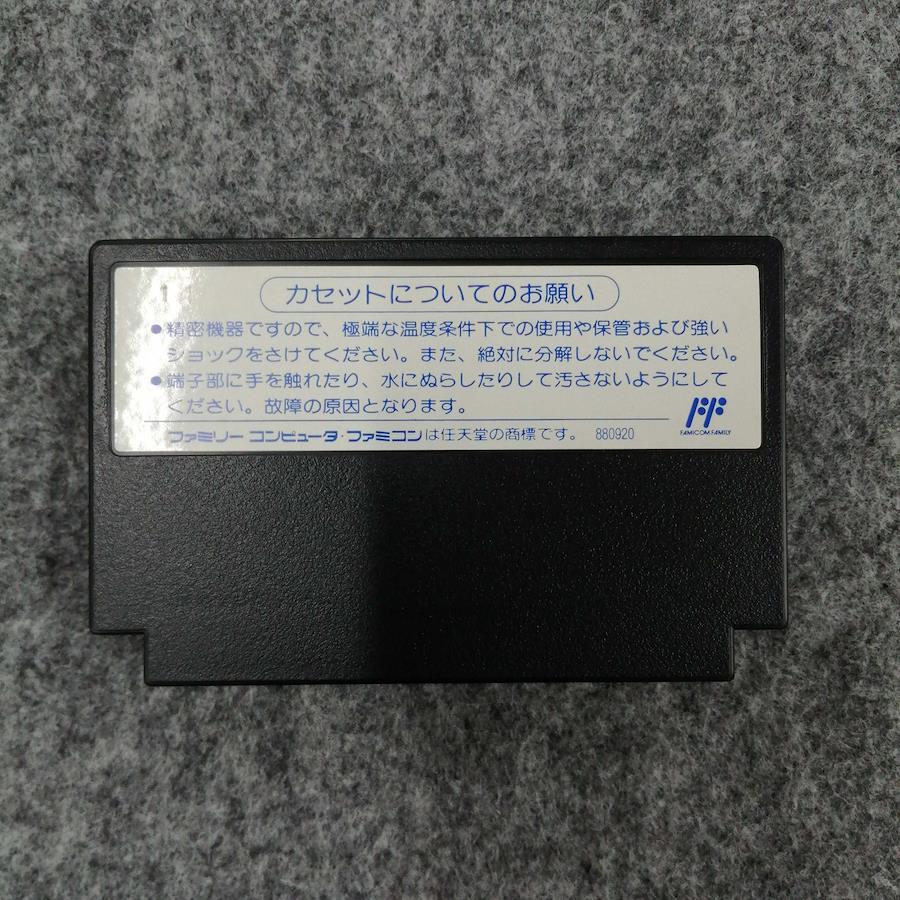 1
カセットについてのお願い
●精密機器ですので、極端な温度条件下での使用や保管および強い
ショックをさけてください。また、絶対に分解しないでください。
●端子部に手を触れたり、水にぬらしたりして汚さないようにして
ください。故障の原因となります。
FAMICOM FAMILY
ファミリー コンピュータ・ファミコンは任天堂の商標です。 880920